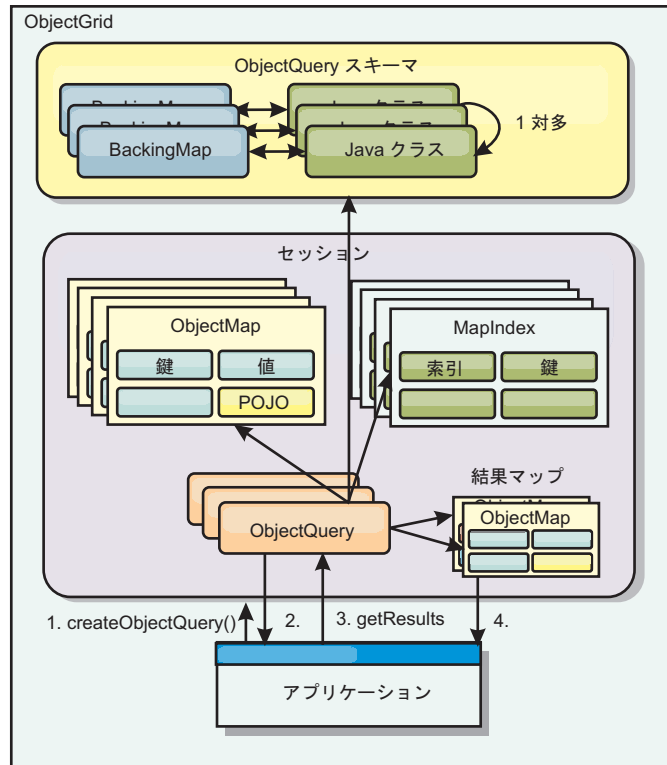 ObjectGrid
ObjectQuery スキーマ
BackingMap
Java クラス
1 対多
セッション
ObjectMap
鍵
値
POJO
MapIndex
索引
鍵
結果マップ
ObjectMap
ObjectQuery
1. createObjectQuery()
2.
3. getResults
4.
アプリケーション